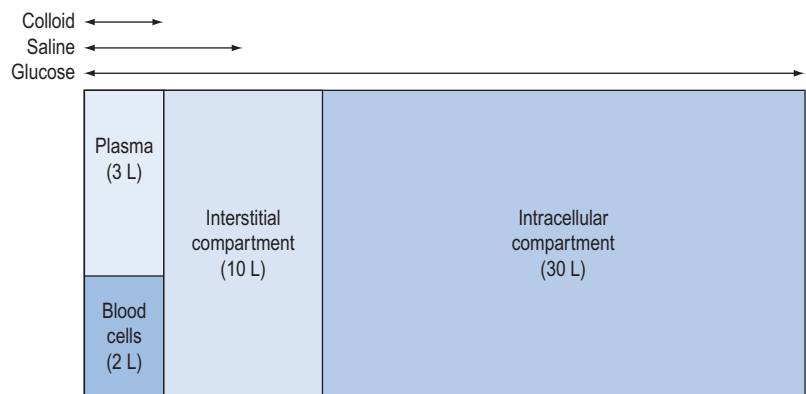 Colloid
Saline
Glucose
Plasma
(3 L)
Interstitial
compartment
(10 L)
Intracellular
compartment
(30 L)
Blood
cells
(2 L)